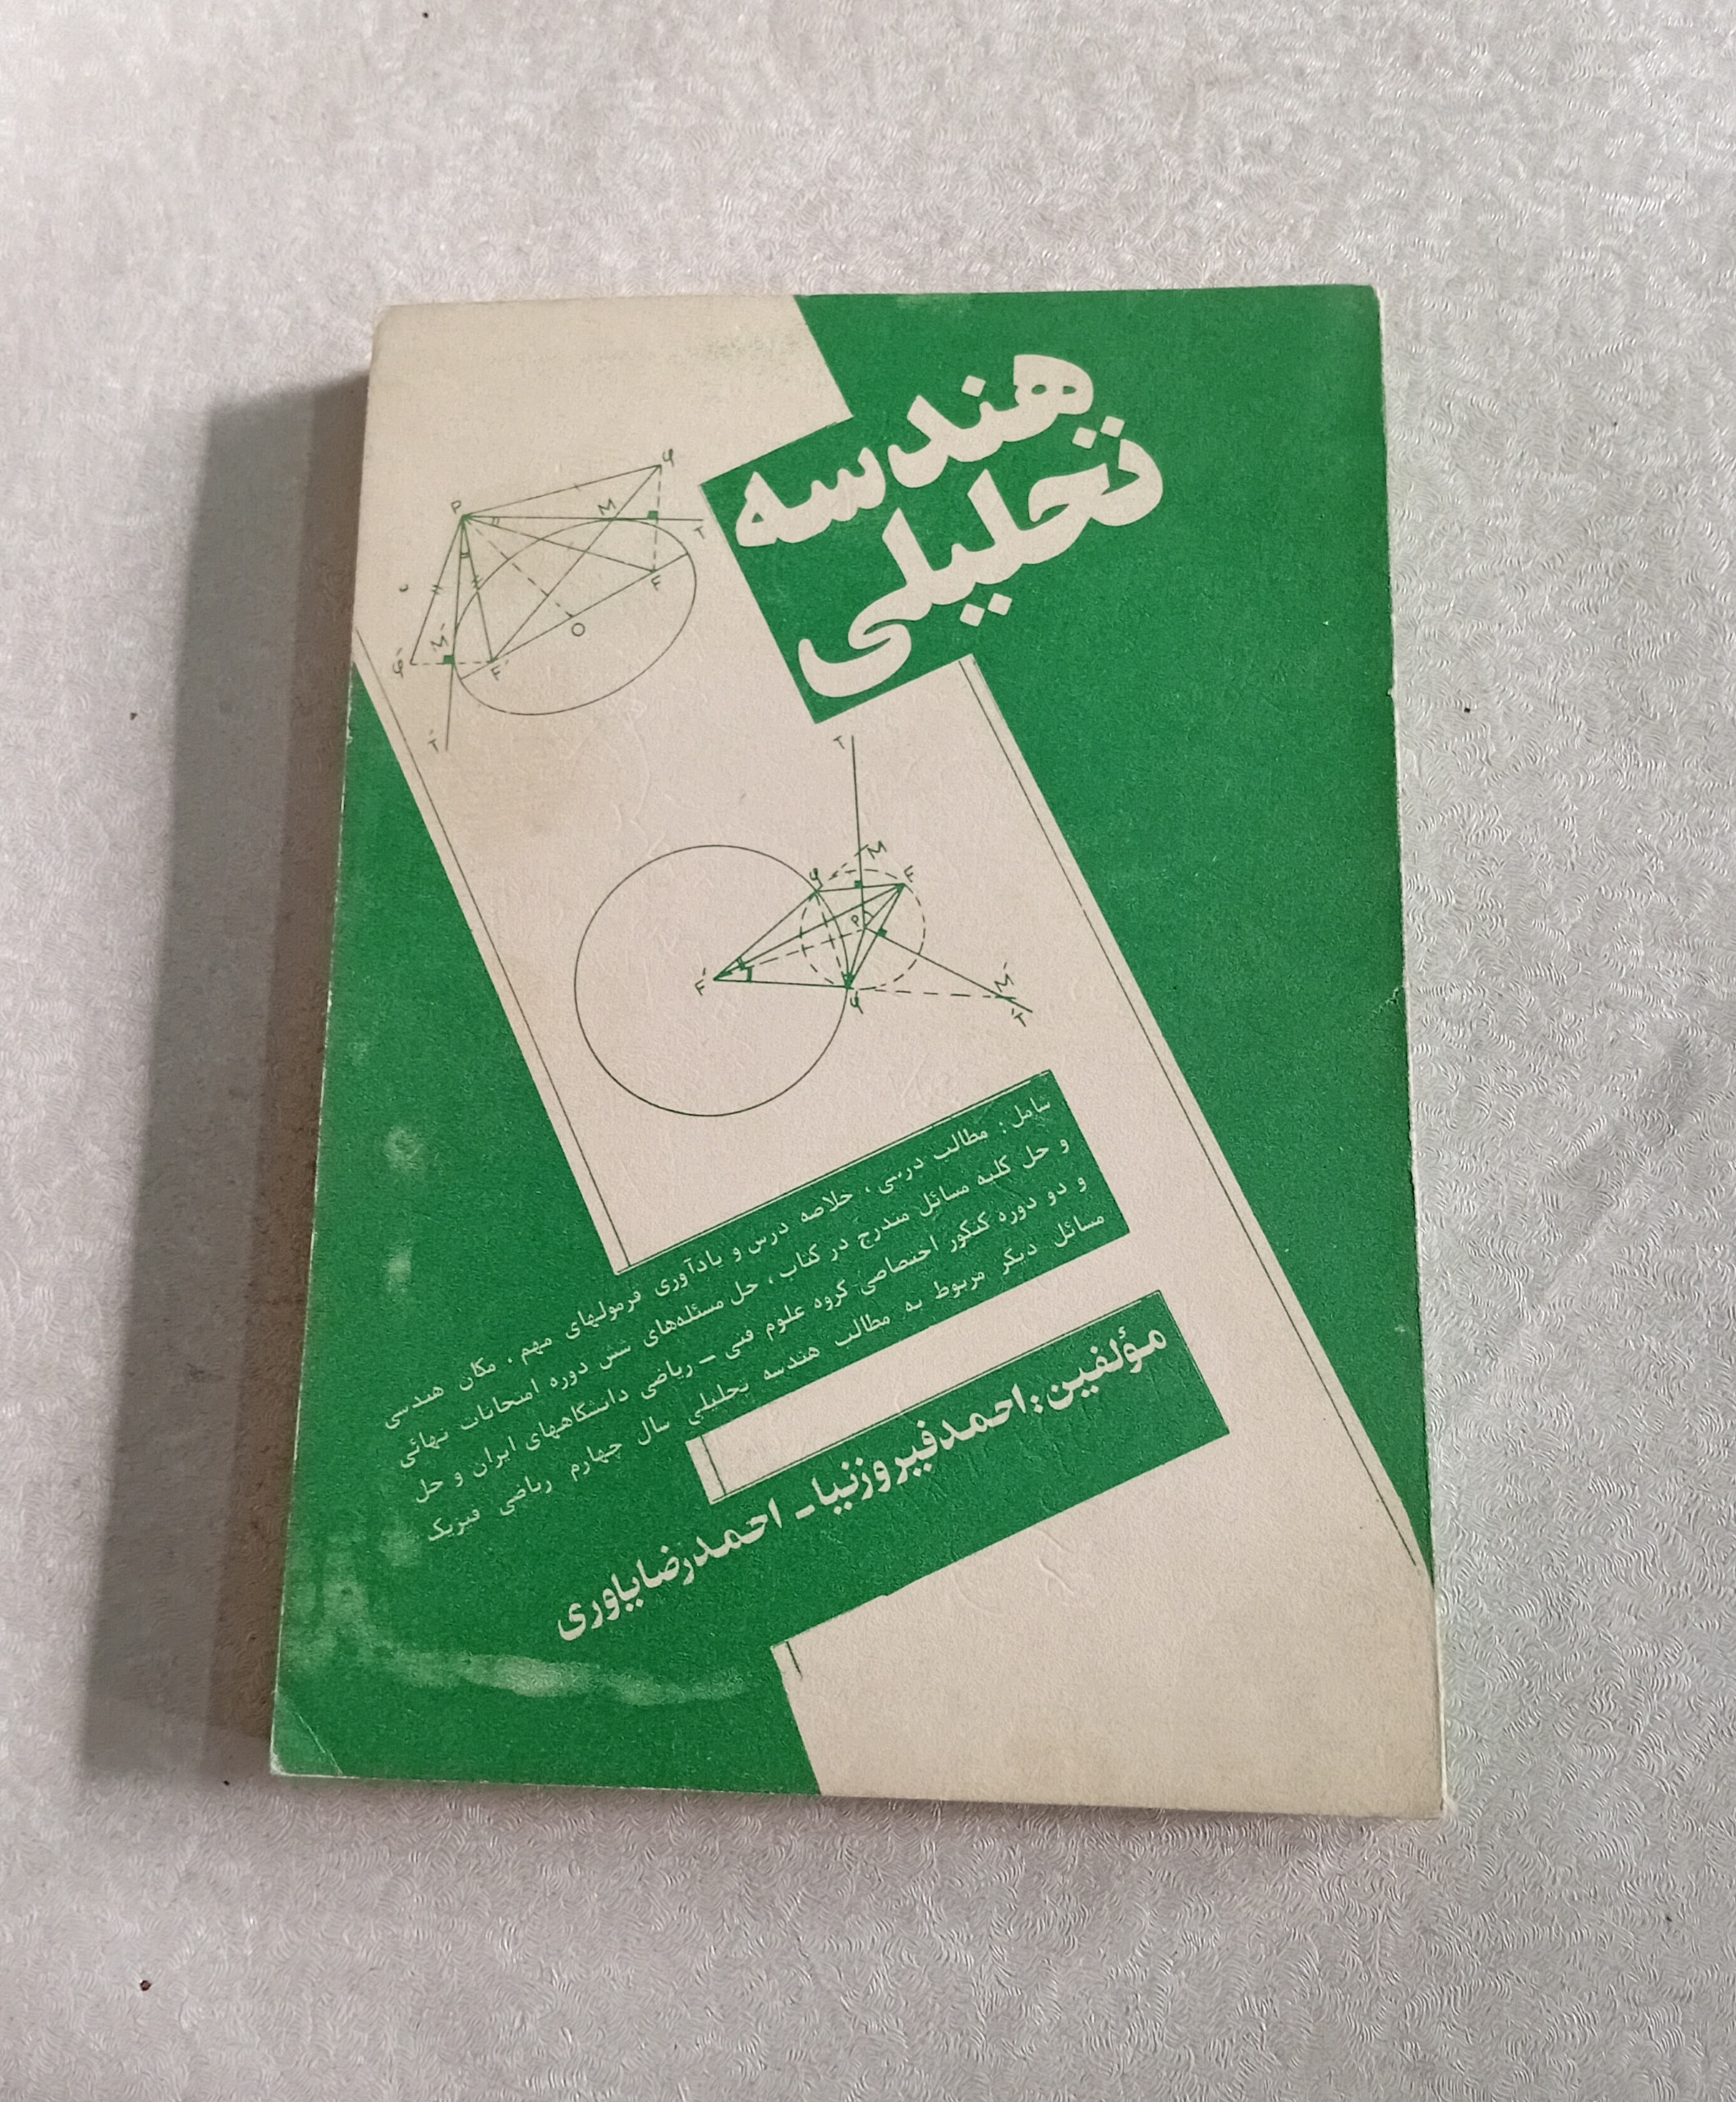 هندسه
تحلیلی
P
φ
M
T
F
O
F'
M'
φ'
T'
T
M
φ
F
P
F'
φ
M'
T'
شامل: مطالب درسی، خلاصه درس و یادآوری فرمولهای مهم، مکان هندسی
و حل کلیه مسائل مندرج در کتاب، حل مسئله‌های شش دوره امتحانات نهائی
و دو دوره کنکور اختصاصی گروه علوم فنی - ریاضی دانشگاههای ایران و حل
مسائل دیگر مربوط به مطالب هندسه تحلیلی سال چهارم ریاضی فیزیک
مؤلفین: احمد فیروزنیا - احمدرضا یاوری